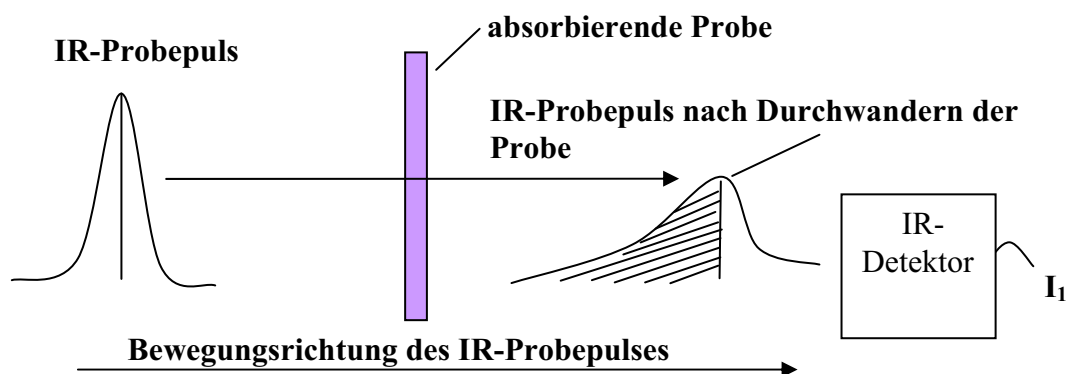 absorbierende Probe
IR-Probepuls
IR-Probepuls nach Durchwandern der
Probe
IR-
Detektor
I₁
Bewegungsrichtung des IR-Probepulses